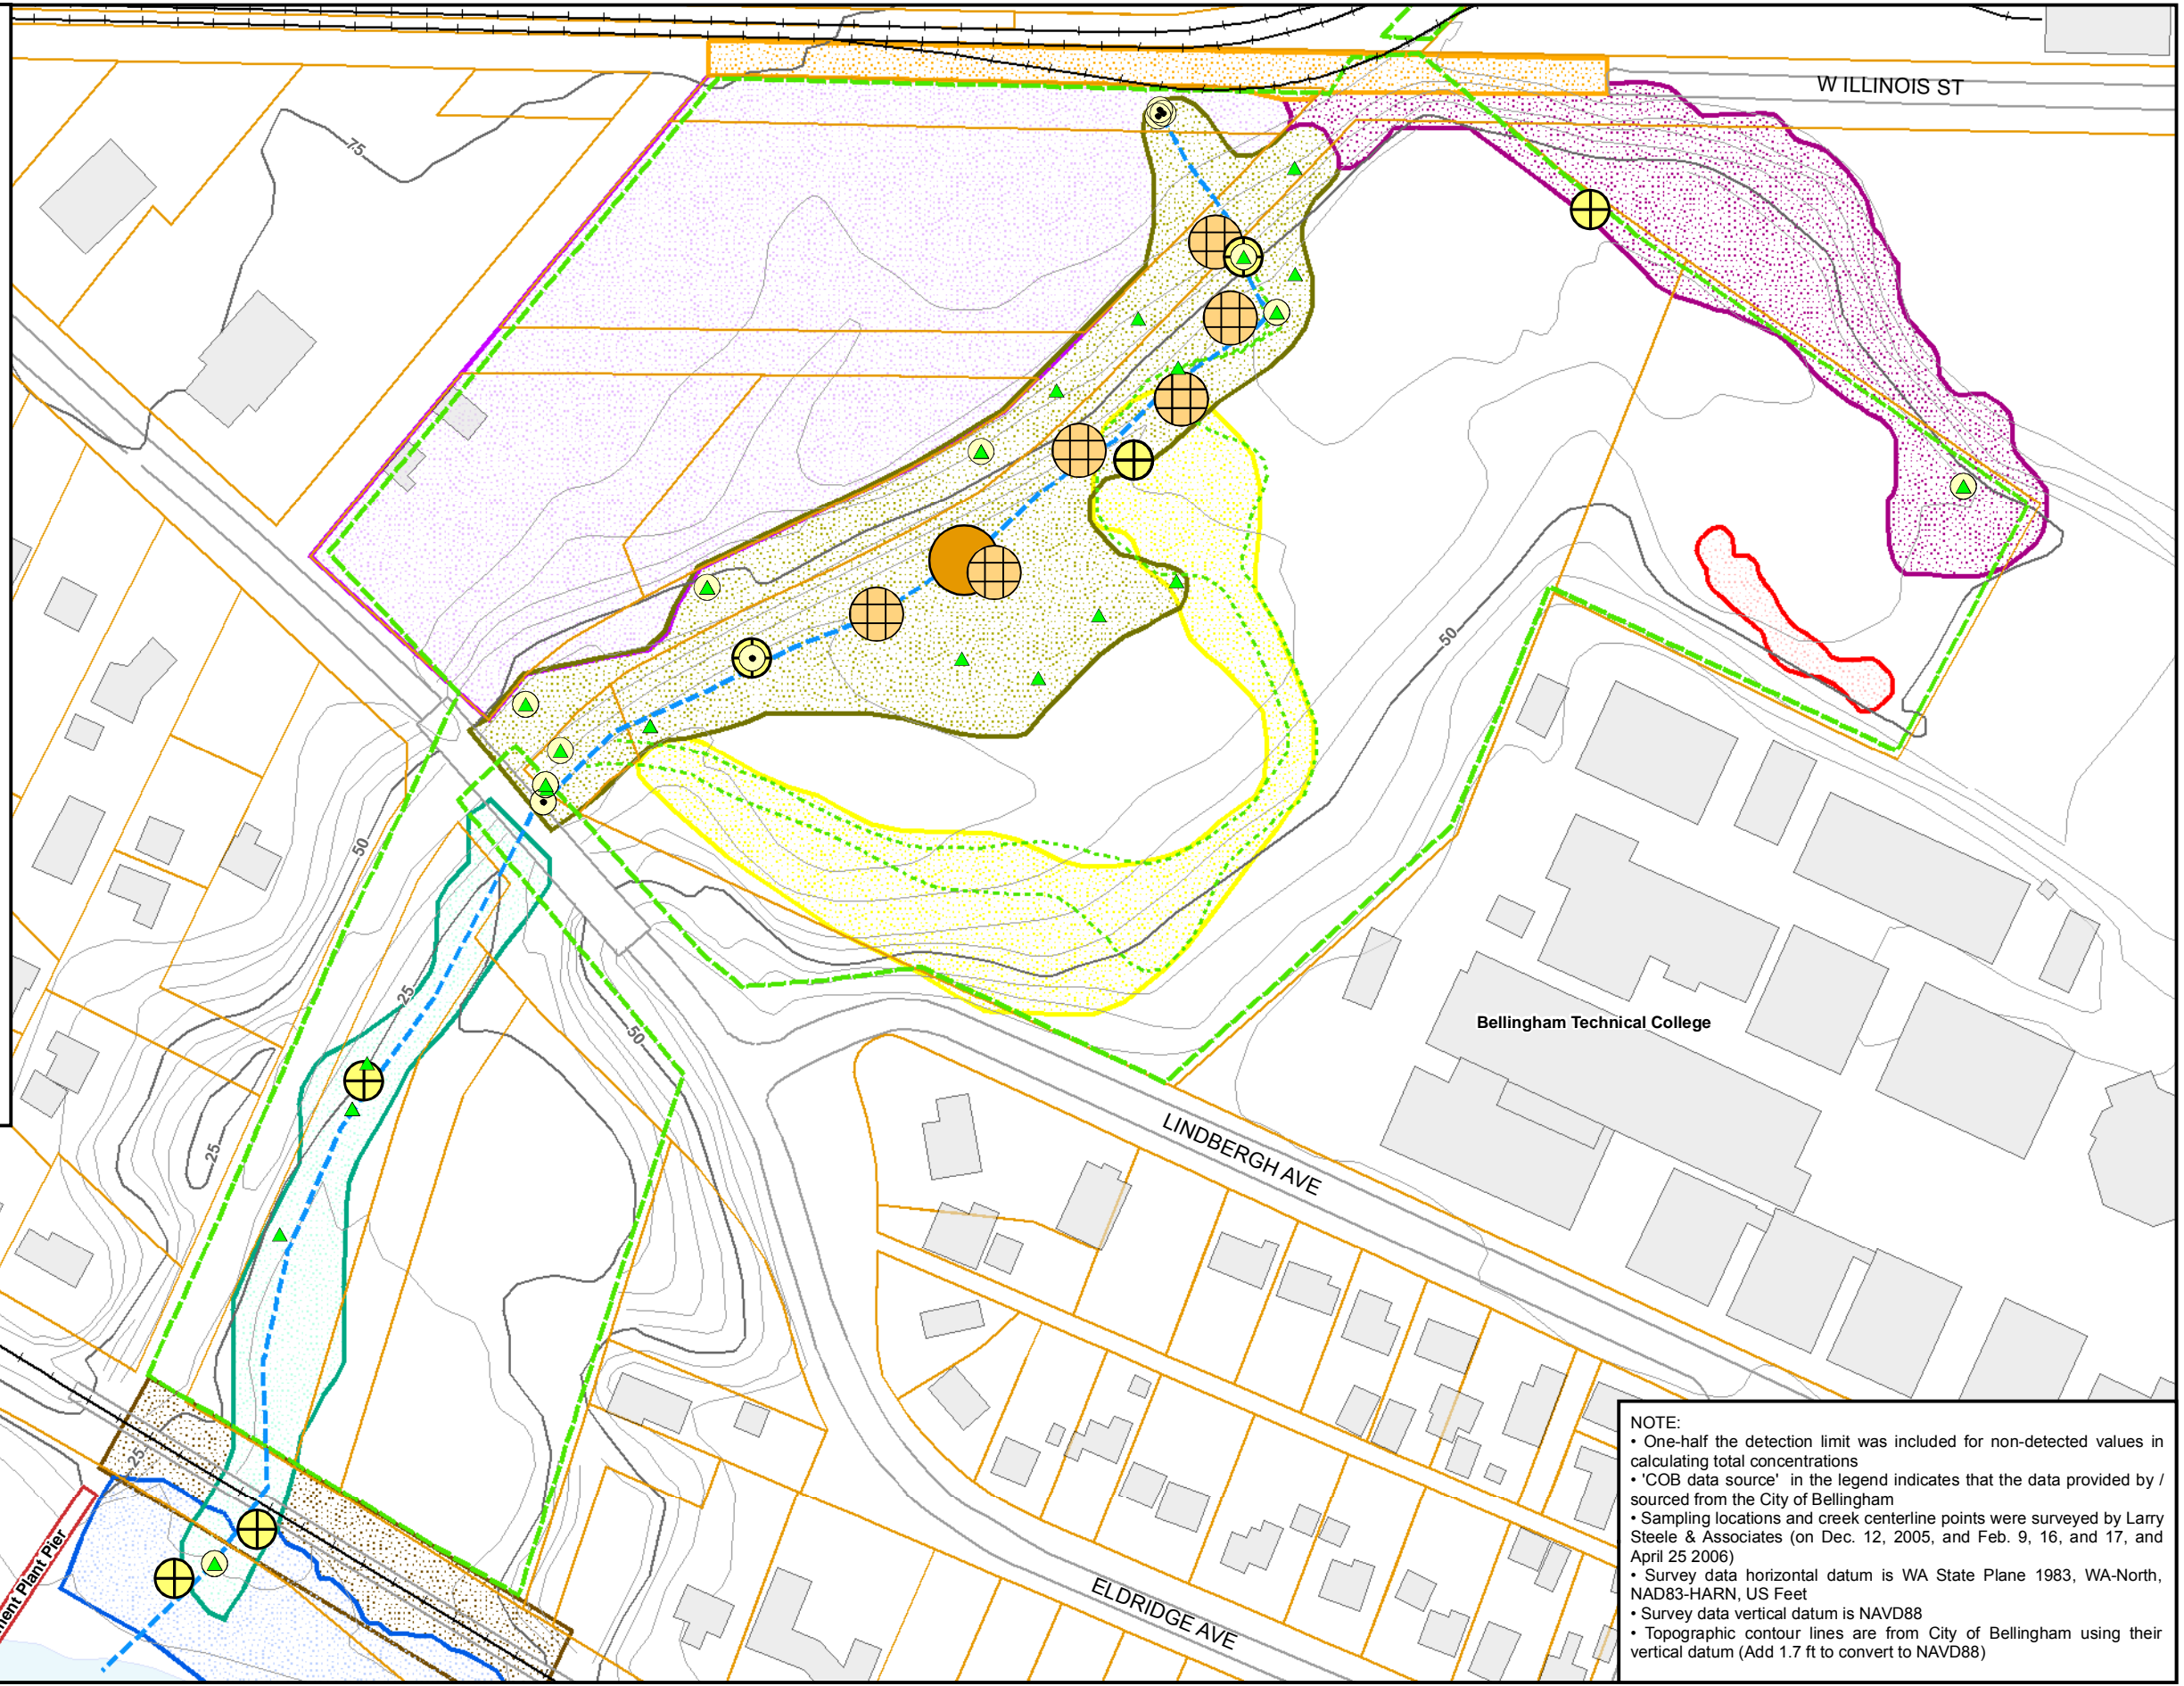 W ILLINOIS ST
75
50
50
Bellingham Technical College
25
50
25
LINDBERGH AVE
25
Plant Pier
ELDRIDGE AVE
NOTE:
• One-half the detection limit was included for non-detected values in
calculating total concentrations
• 'COB data source' in the legend indicates that the data provided by /
sourced from the City of Bellingham
• Sampling locations and creek centerline points were surveyed by Larry
Steele & Associates (on Dec. 12, 2005, and Feb. 9, 16, and 17, and
April 25 2006)
• Survey data horizontal datum is WA State Plane 1983, WA-North,
NAD83-HARN, US Feet
• Survey data vertical datum is NAVD88
• Topographic contour lines are from City of Bellingham using their
vertical datum (Add 1.7 ft to convert to NAVD88)